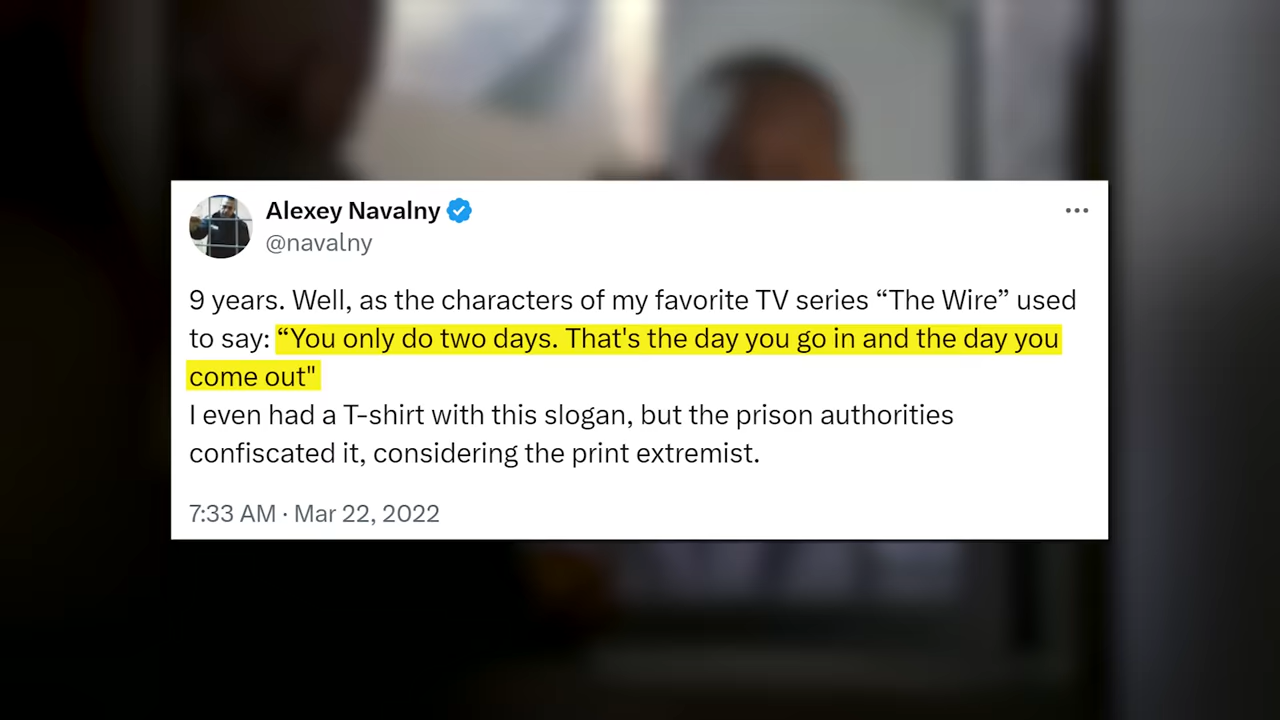 Alexey Navalny
@navalny
9 years. Well, as the characters of my favorite TV series “The Wire” used
to say: “You only do two days. That's the day you go in and the day you
come out"
I even had a T-shirt with this slogan, but the prison authorities
confiscated it, considering the print extremist.
7:33 AM · Mar 22, 2022